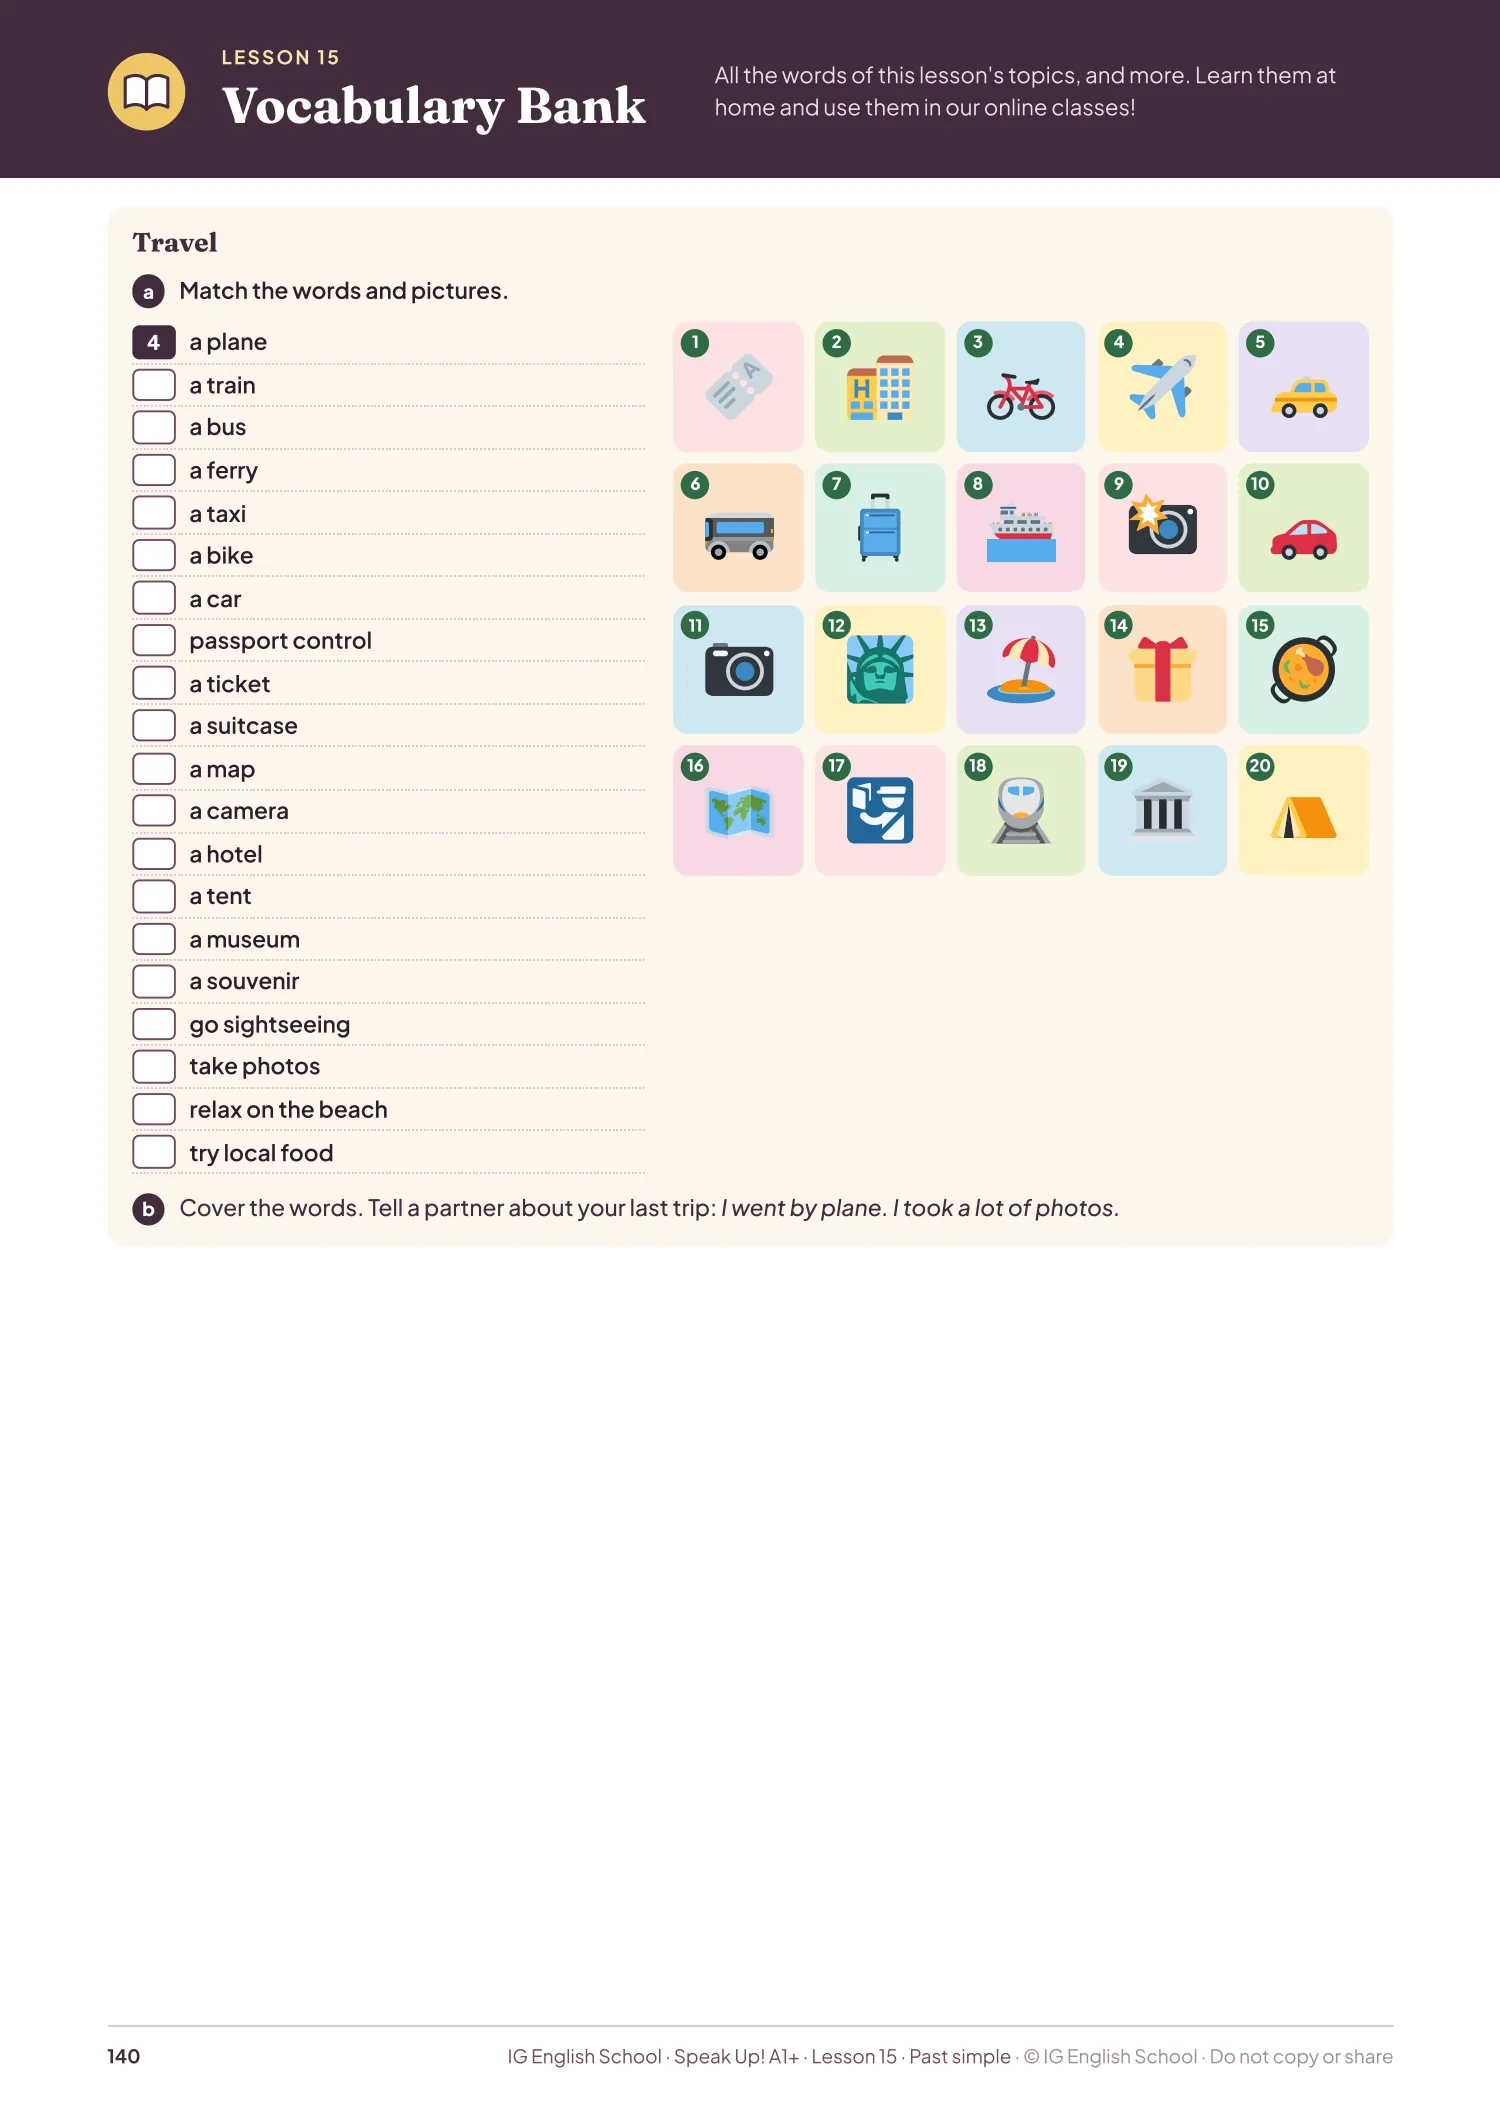 LESSON 15
Vocabulary Bank
All the words of this lesson's topics, and more. Learn them at
home and use them in our online classes!
Travel
a Match the words and pictures.
4 a plane
a train
a bus
a ferry
a taxi
a bike
a car
passport control
a ticket
a suitcase
a map
a camera
a hotel
a tent
a museum
a souvenir
go sightseeing
take photos
relax on the beach
try local food
1 2 3 4 5
A H
6 7 8 9 10
11 12 13 14 15
16 17 18 19 20
b Cover the words. Tell a partner about your last trip: I went by plane. I took a lot of photos.
140 IG English School · Speak Up! A1+ · Lesson 15 · Past simple · © IG English School · Do not copy or share